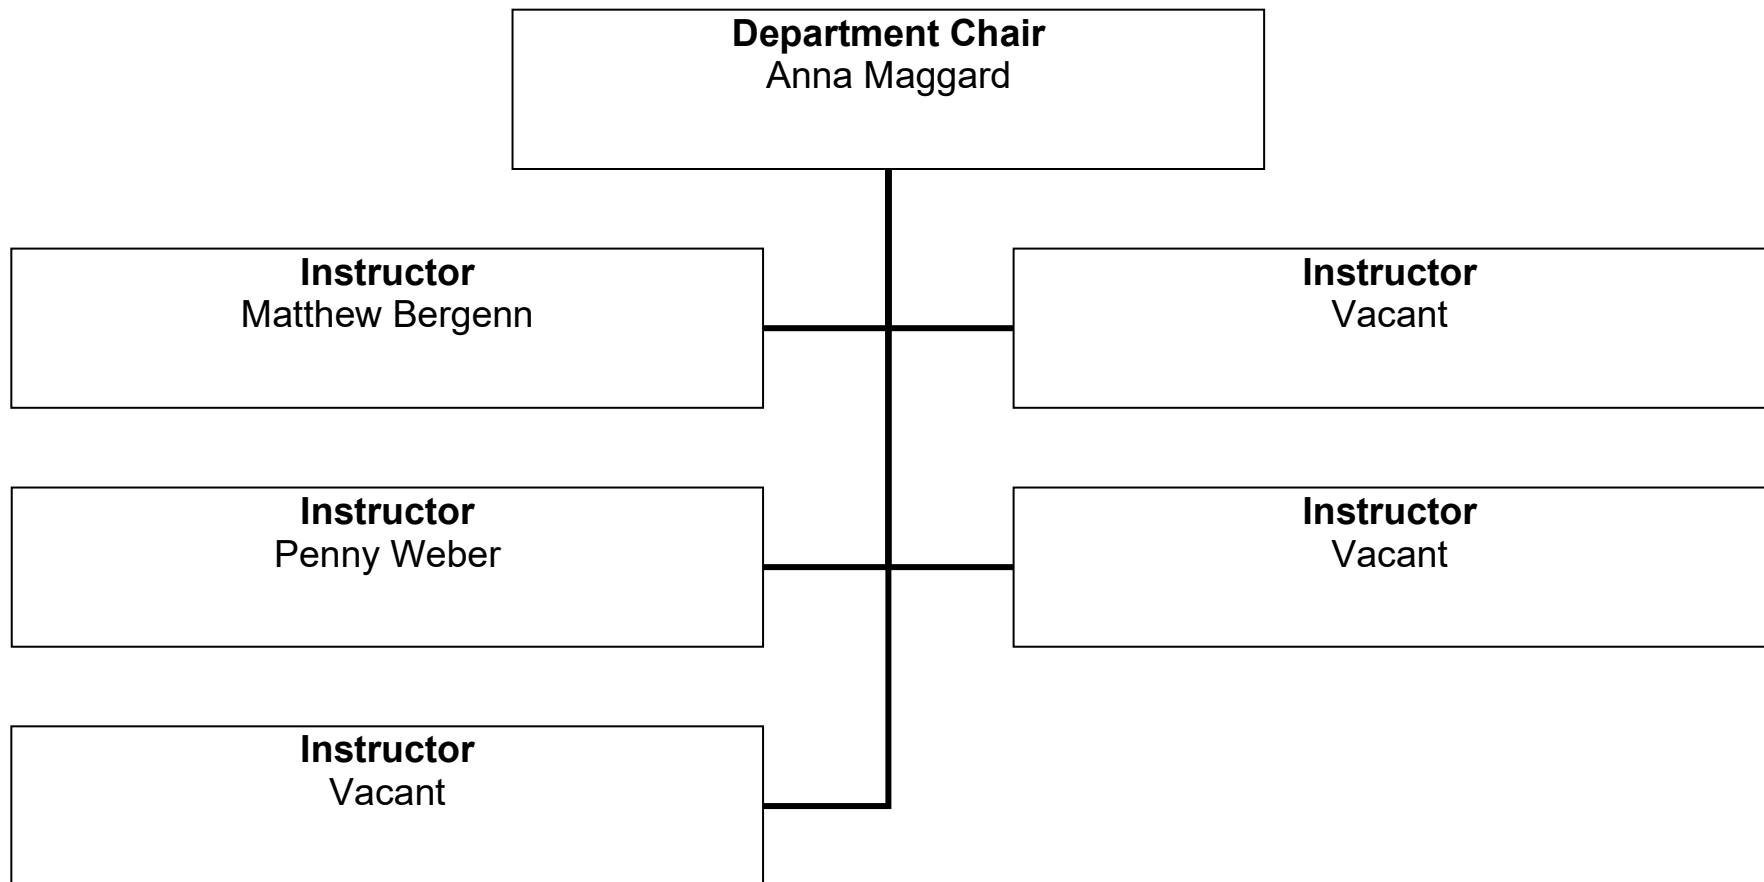 Department Chair
Anna Maggard
Instructor
Matthew Bergenn
Instructor
Vacant
Instructor
Penny Weber
Instructor
Vacant
Instructor
Vacant